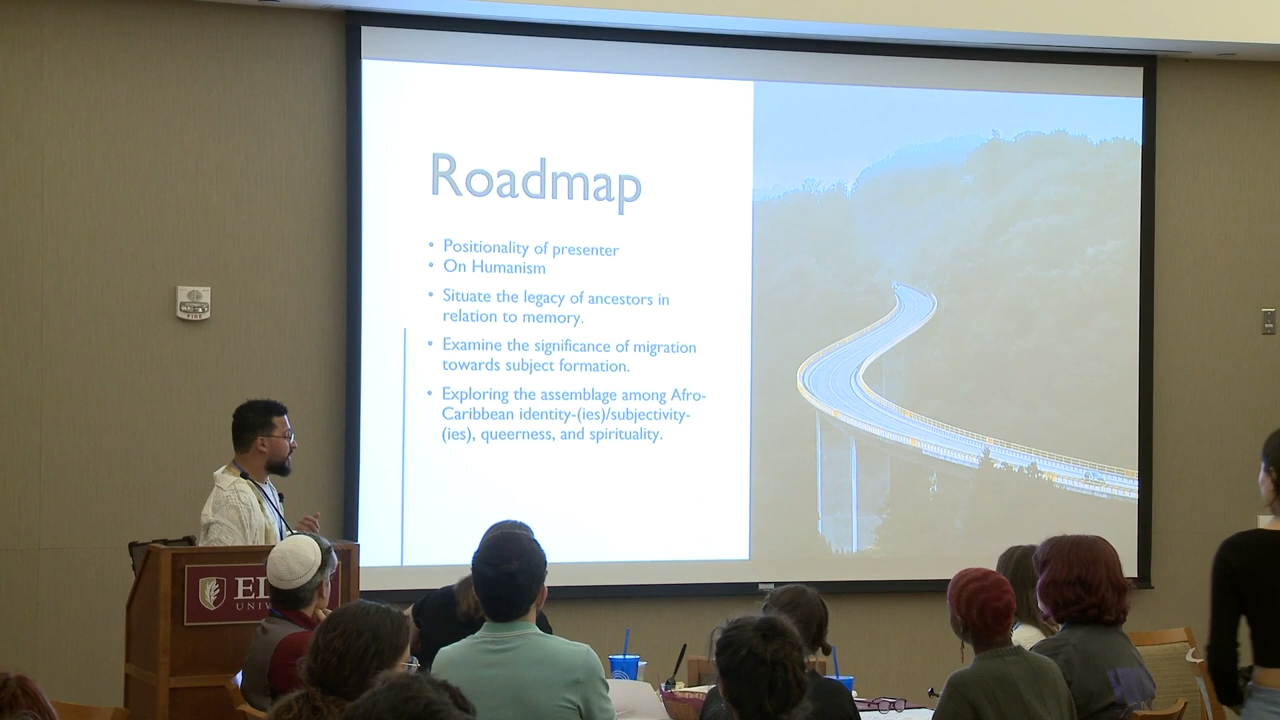 Roadmap
• Positionality of presenter
• On Humanism
• Situate the legacy of ancestors in
relation to memory.
• Examine the significance of migration
towards subject formation.
• Exploring the assemblage among Afro-
Caribbean identity-(ies)/subjectivity-
(ies), queerness, and spirituality.
FIRE